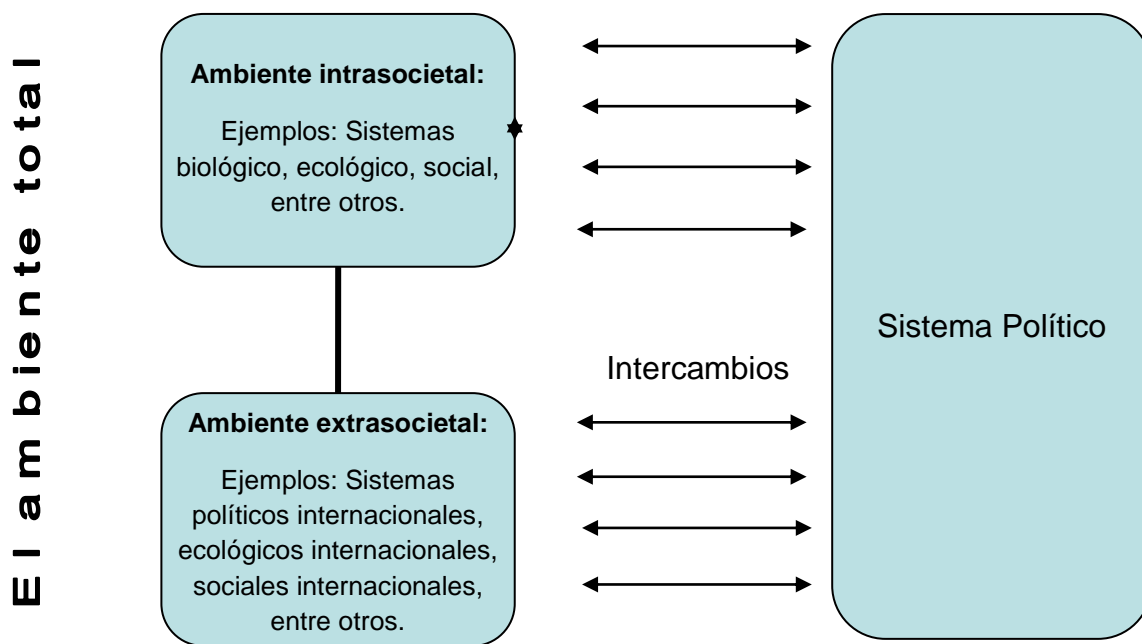 El ambiente total
Ambiente intrasocietal:
Ejemplos: Sistemas
biológico, ecológico, social,
entre otros.
Intercambios
Sistema Político
Ambiente extrasocietal:
Ejemplos: Sistemas
políticos internacionales,
ecológicos internacionales,
sociales internacionales,
entre otros.